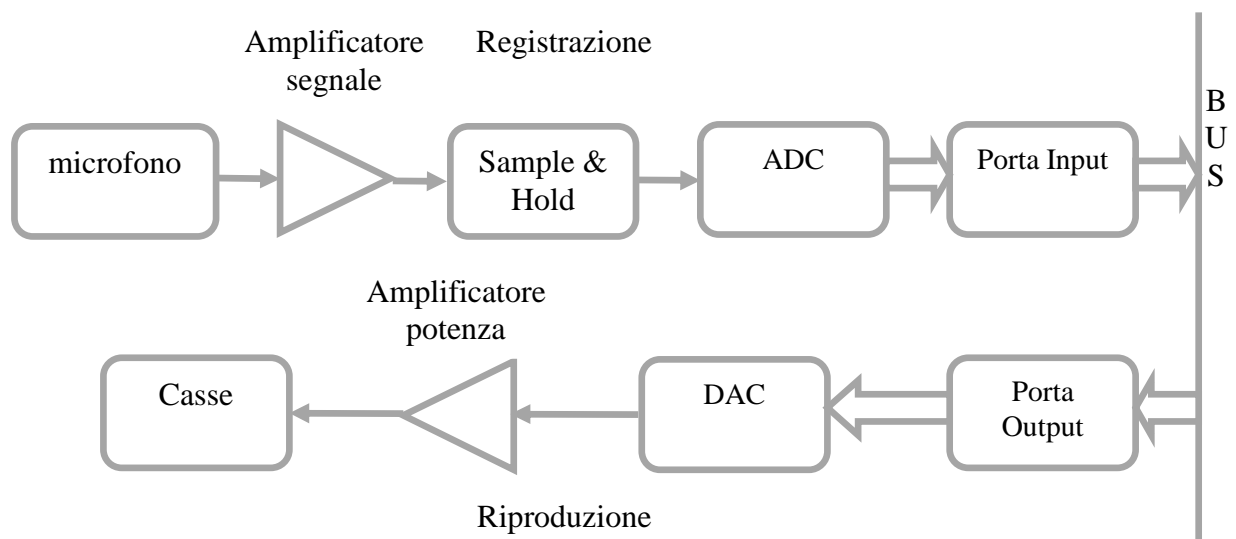 Amplificatore
segnale
Registrazione
microfono
Sample &
Hold
ADC
Porta Input
B
U
S
Amplificatore
potenza
Casse
DAC
Porta
Output
Riproduzione